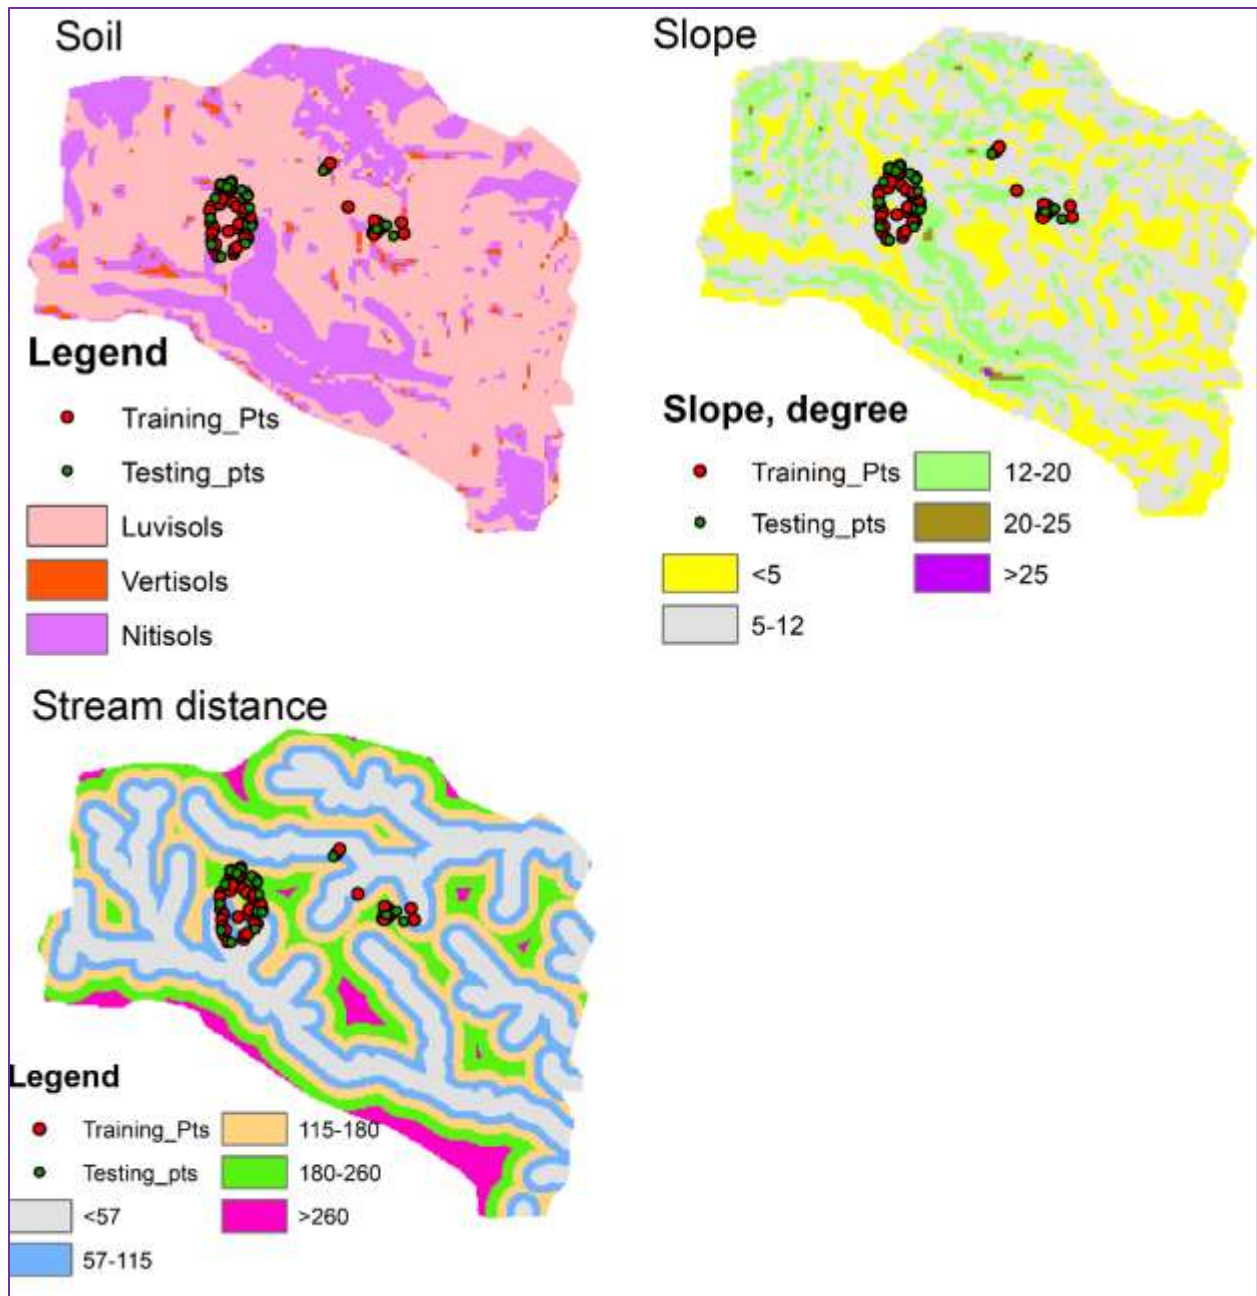 Soil
Legend
Training_Pts
Testing_pts
Luvisols
Vertisols
Nitisols
Slope
Slope, degree
Training_Pts
Testing_pts
<5
5-12
12-20
20-25
>25
Stream distance
Legend
Training_Pts
Testing_pts
<57
57-115
115-180
180-260
>260